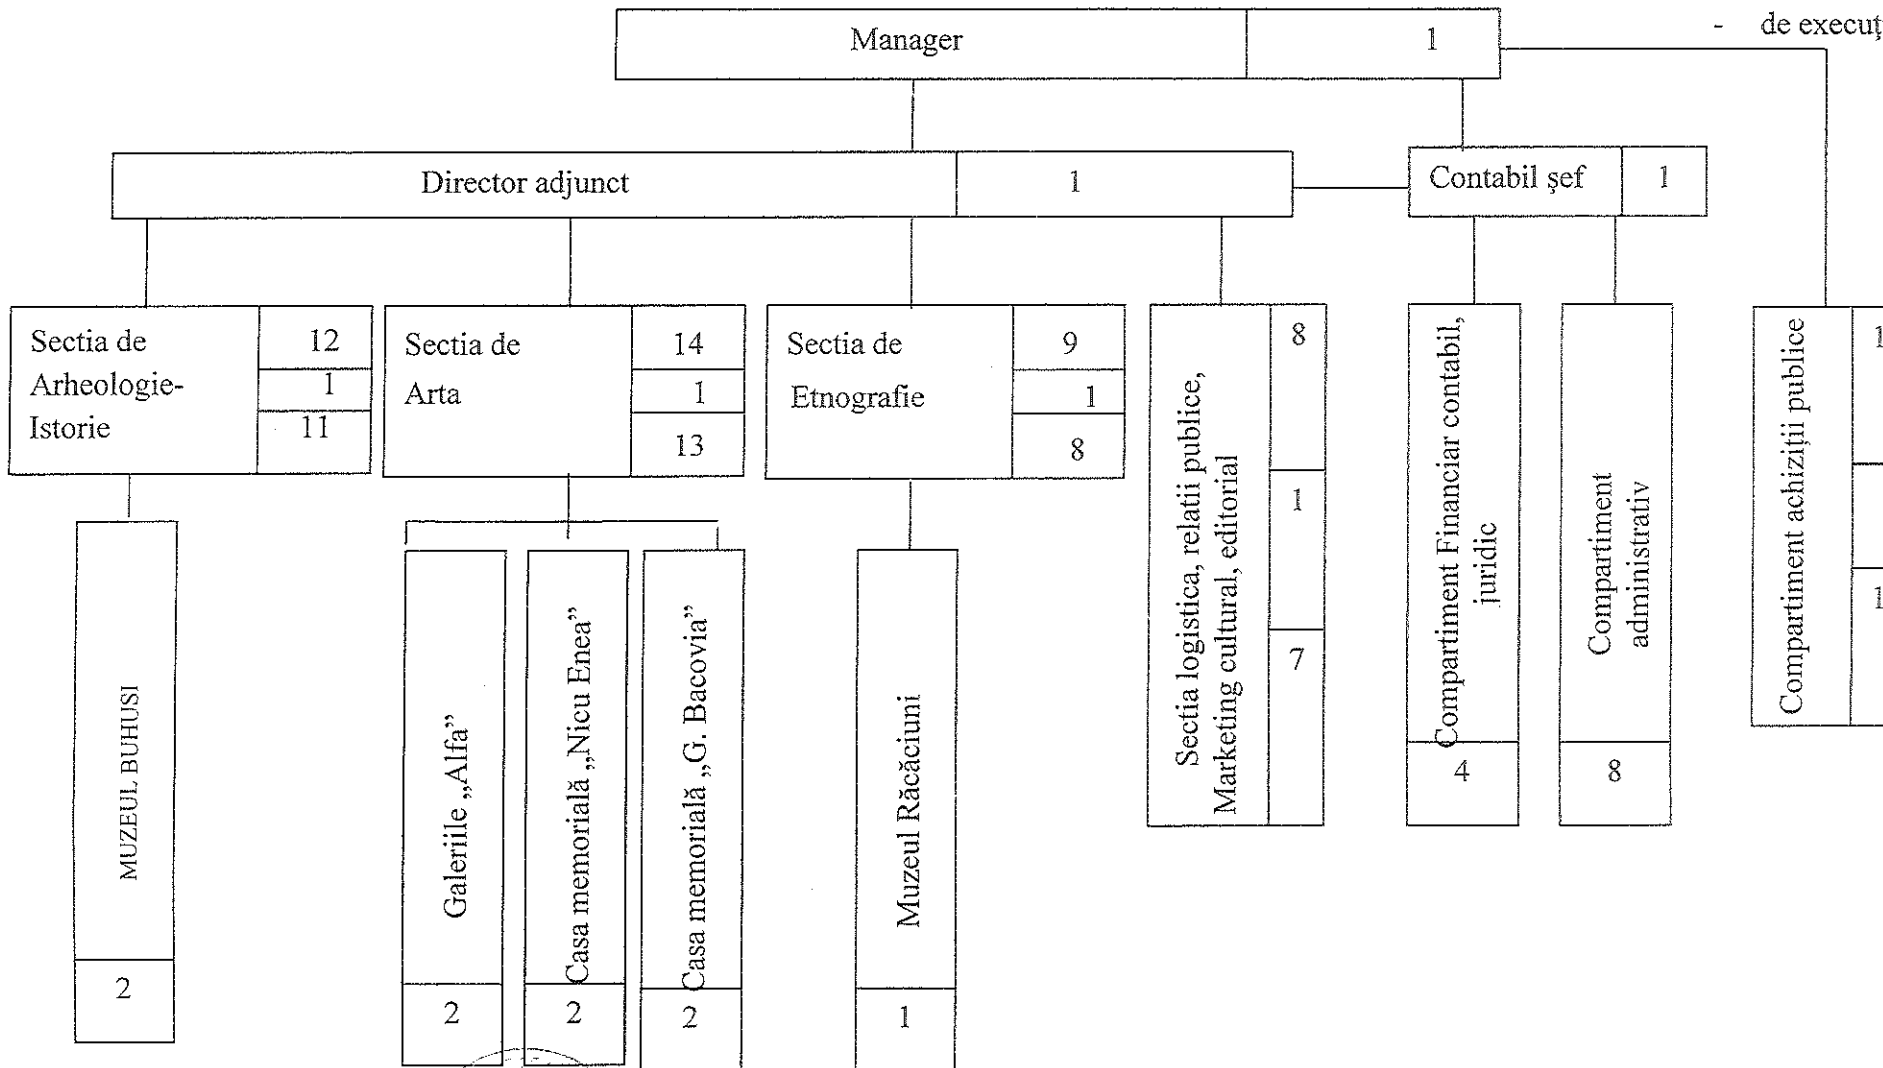 Manager 1
- de execuț
Director adjunct 1
Contabil şef 1
Sectia de
Arheologie-
Istorie
12
1
11
Sectia de
Arta
14
1
13
Sectia de
Etnografie
9
1
8
Sectia logistica, relatii publice,
Marketing cultural, editorial
8
1
7
Compartiment Financiar contabil,
juridic
4
Compartiment
administrativ
8
Compartiment achiziții publice
1
1
MUZEUL BUHUSI
2
Galeriile „Alfa”
2
Casa memorială „Nicu Enea”
2
Casa memorială „G. Bacovia”
2
Muzeul Răcăciuni
1